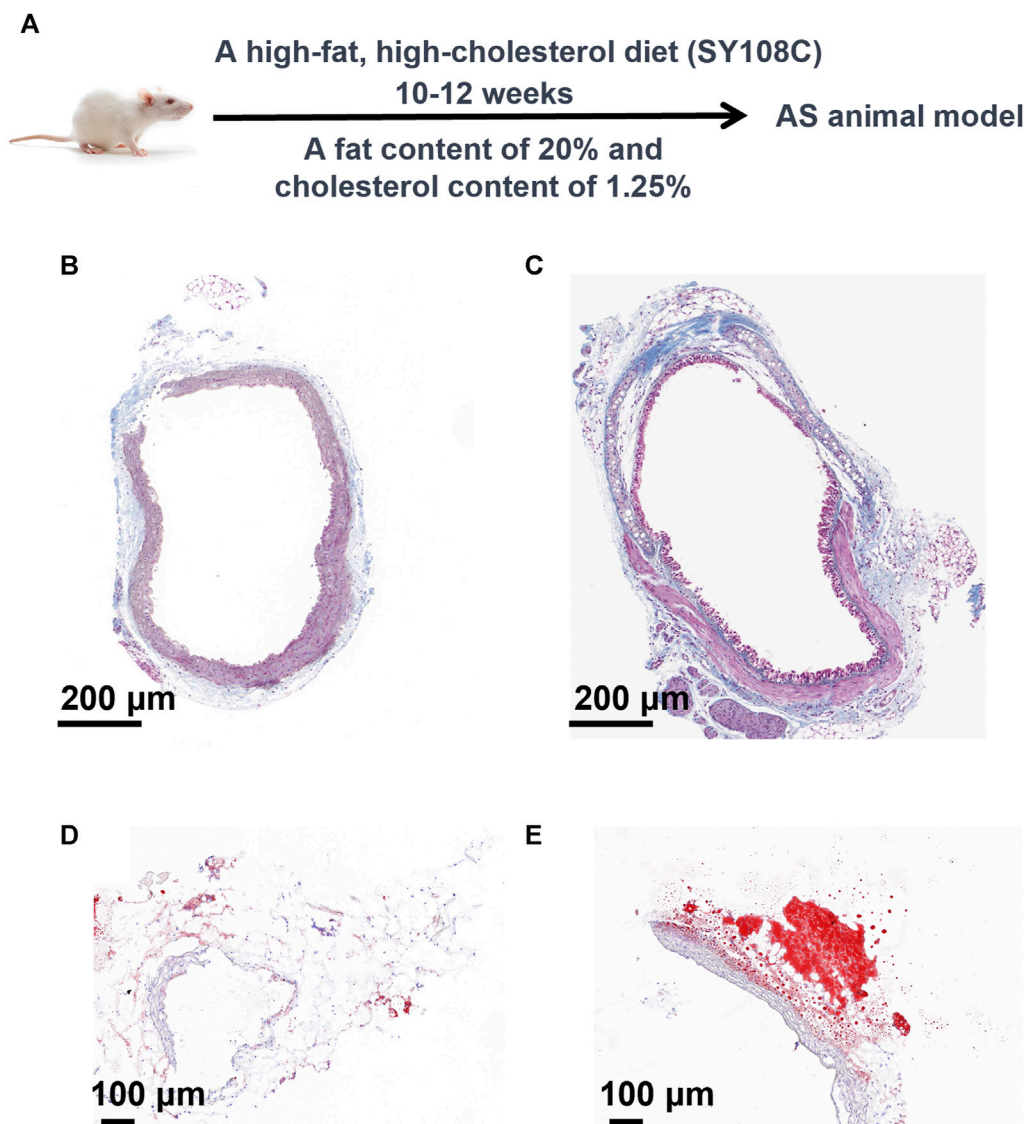 A
A high-fat, high-cholesterol diet (SY108C)
10-12 weeks
AS animal model
A fat content of 20% and
cholesterol content of 1.25%
B
C
200 µm
200 µm
D
E
100 µm
100 µm